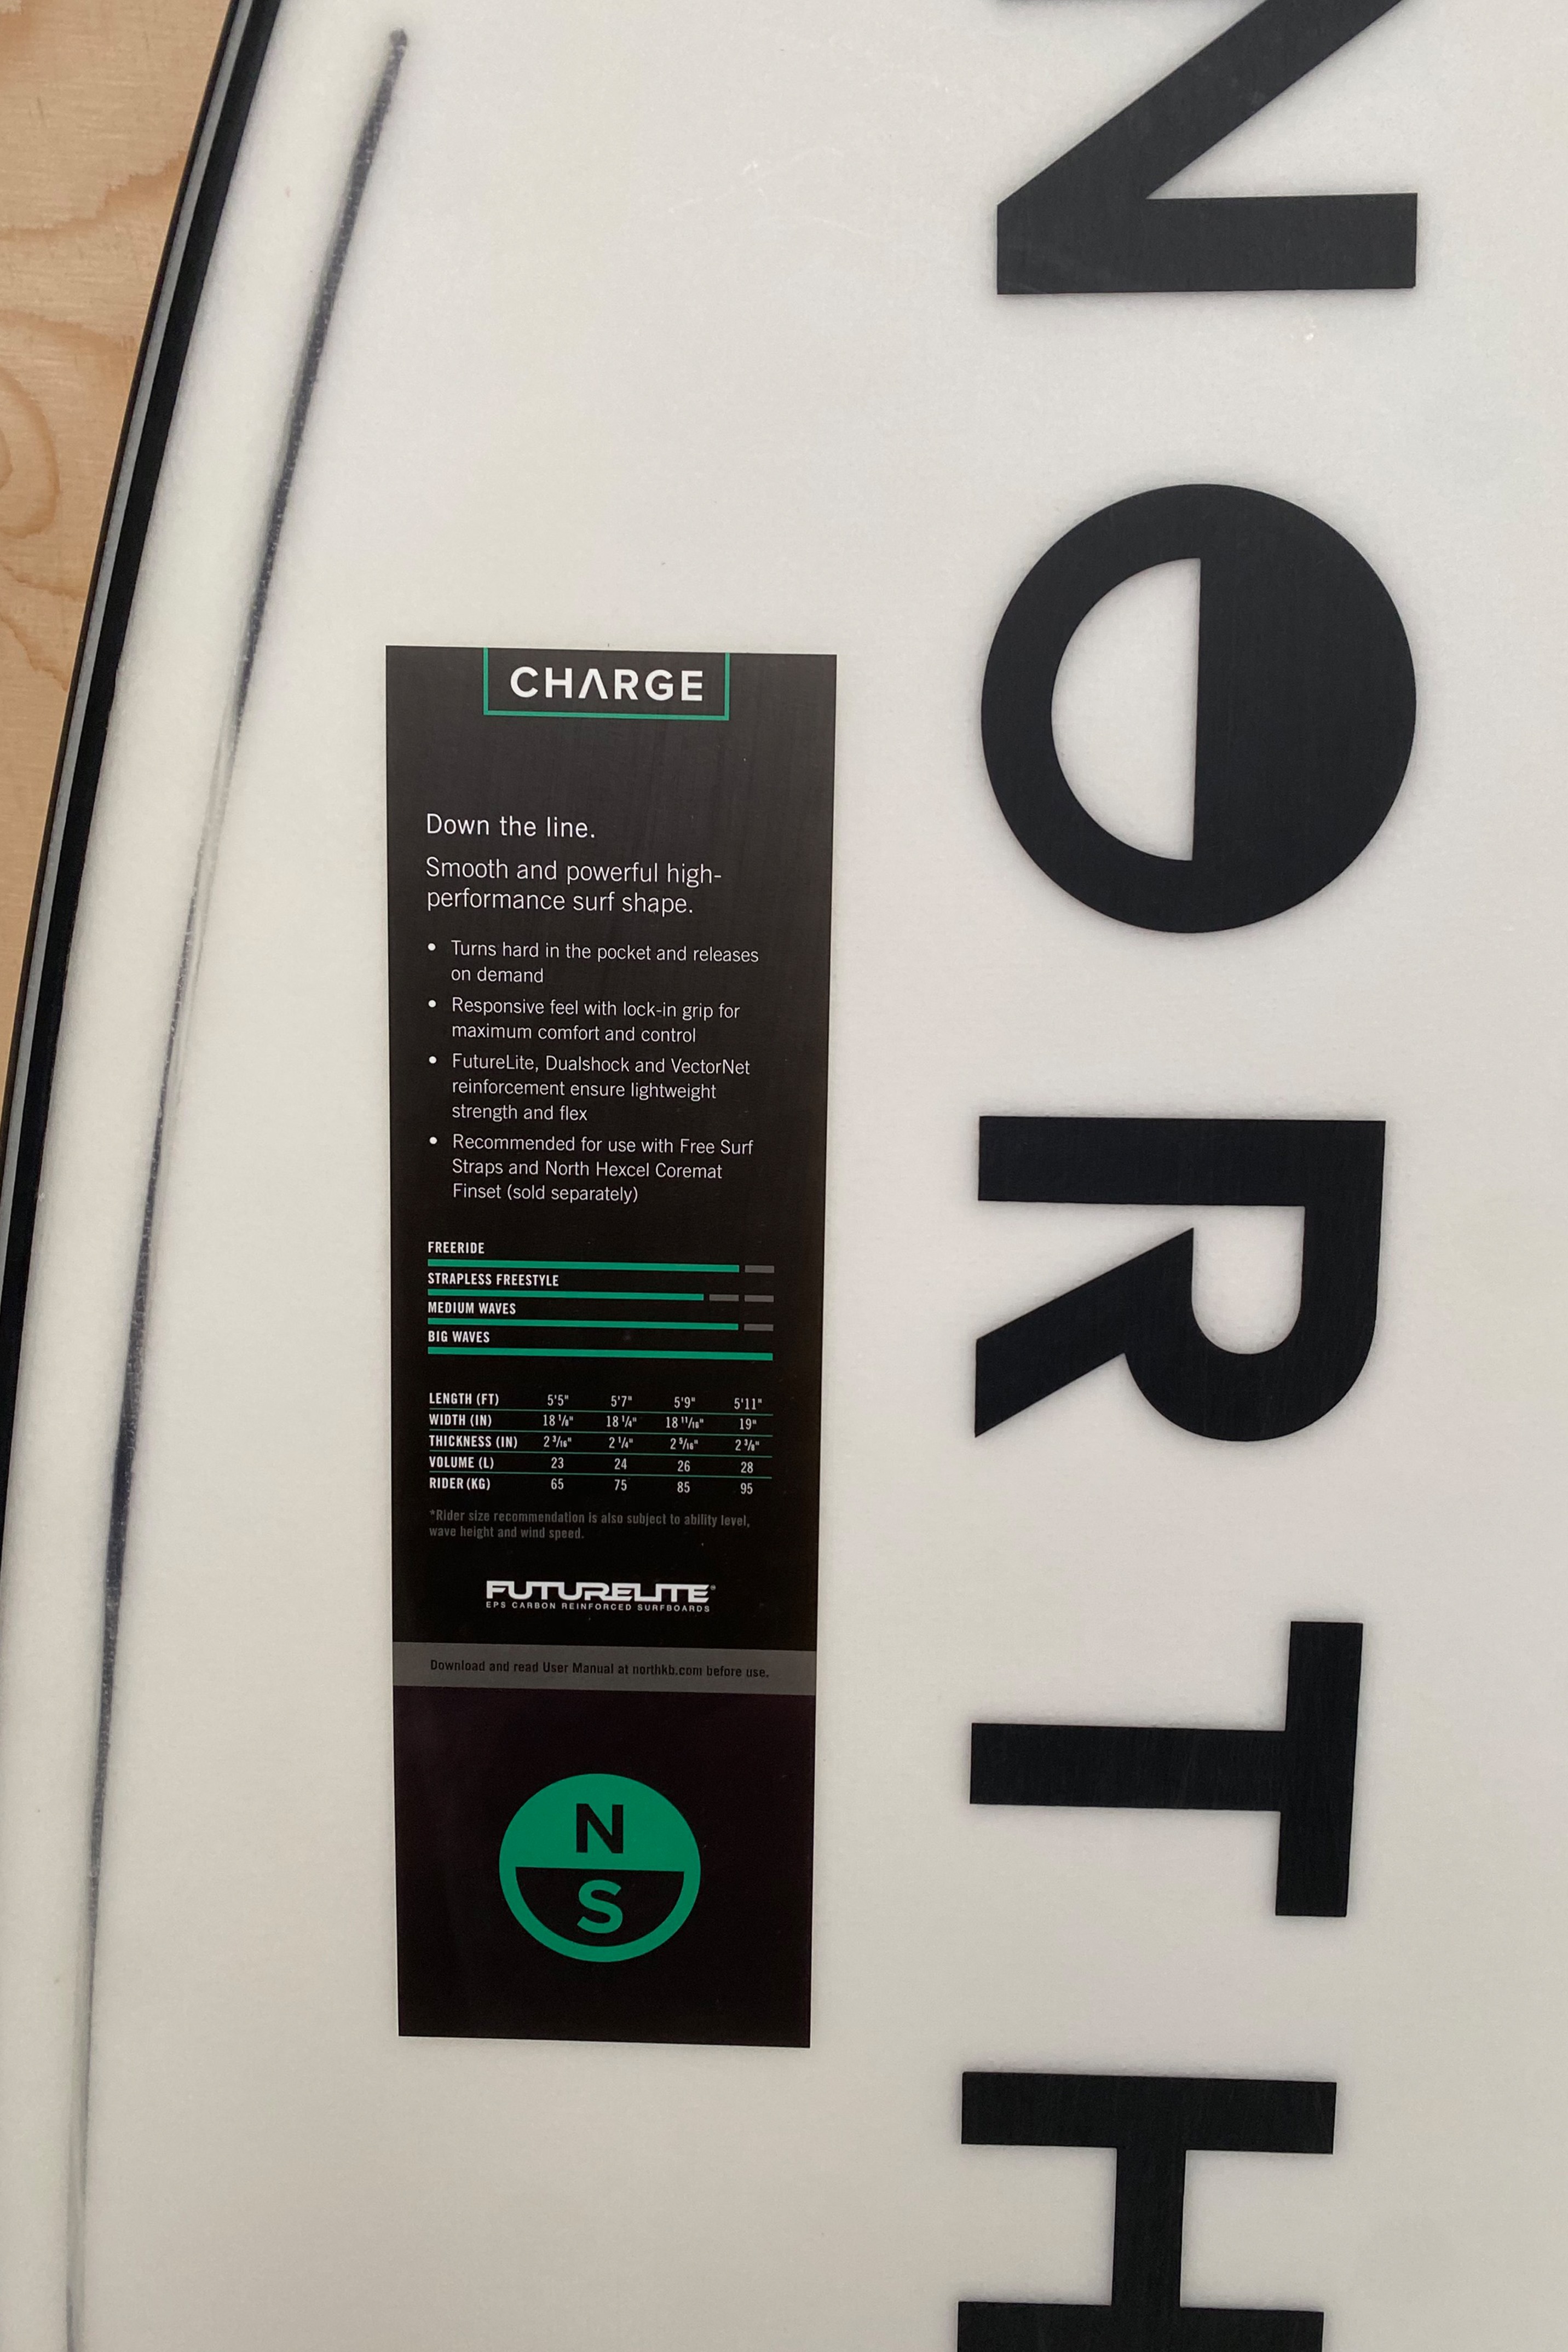 NORTH
CHARGE
Down the line.
Smooth and powerful high-
performance surf shape.
• Turns hard in the pocket and releases
on demand
• Responsive feel with lock-in grip for
maximum comfort and control
• FutureLite, Dualshock and VectorNet
reinforcement ensure lightweight
strength and flex
• Recommended for use with Free Surf
Straps and North Hexcel Coremat
Finset (sold separately)
FREERIDE
STRAPLESS FREESTYLE
MEDIUM WAVES
BIG WAVES
LENGTH (FT) 5'5" 5'7" 5'9" 5'11"
WIDTH (IN) 18 1/8" 18 1/4" 18 11/16" 19"
THICKNESS (IN) 2 3/16" 2 1/4" 2 5/16" 2 3/8"
VOLUME (L) 23 24 26 28
RIDER (KG) 65 75 85 95
*Rider size recommendation is also subject to ability level,
wave height and wind speed.
FUTURELITE®
EPS CARBON REINFORCED SURFBOARDS
Download and read User Manual at northkb.com before use.
N
S